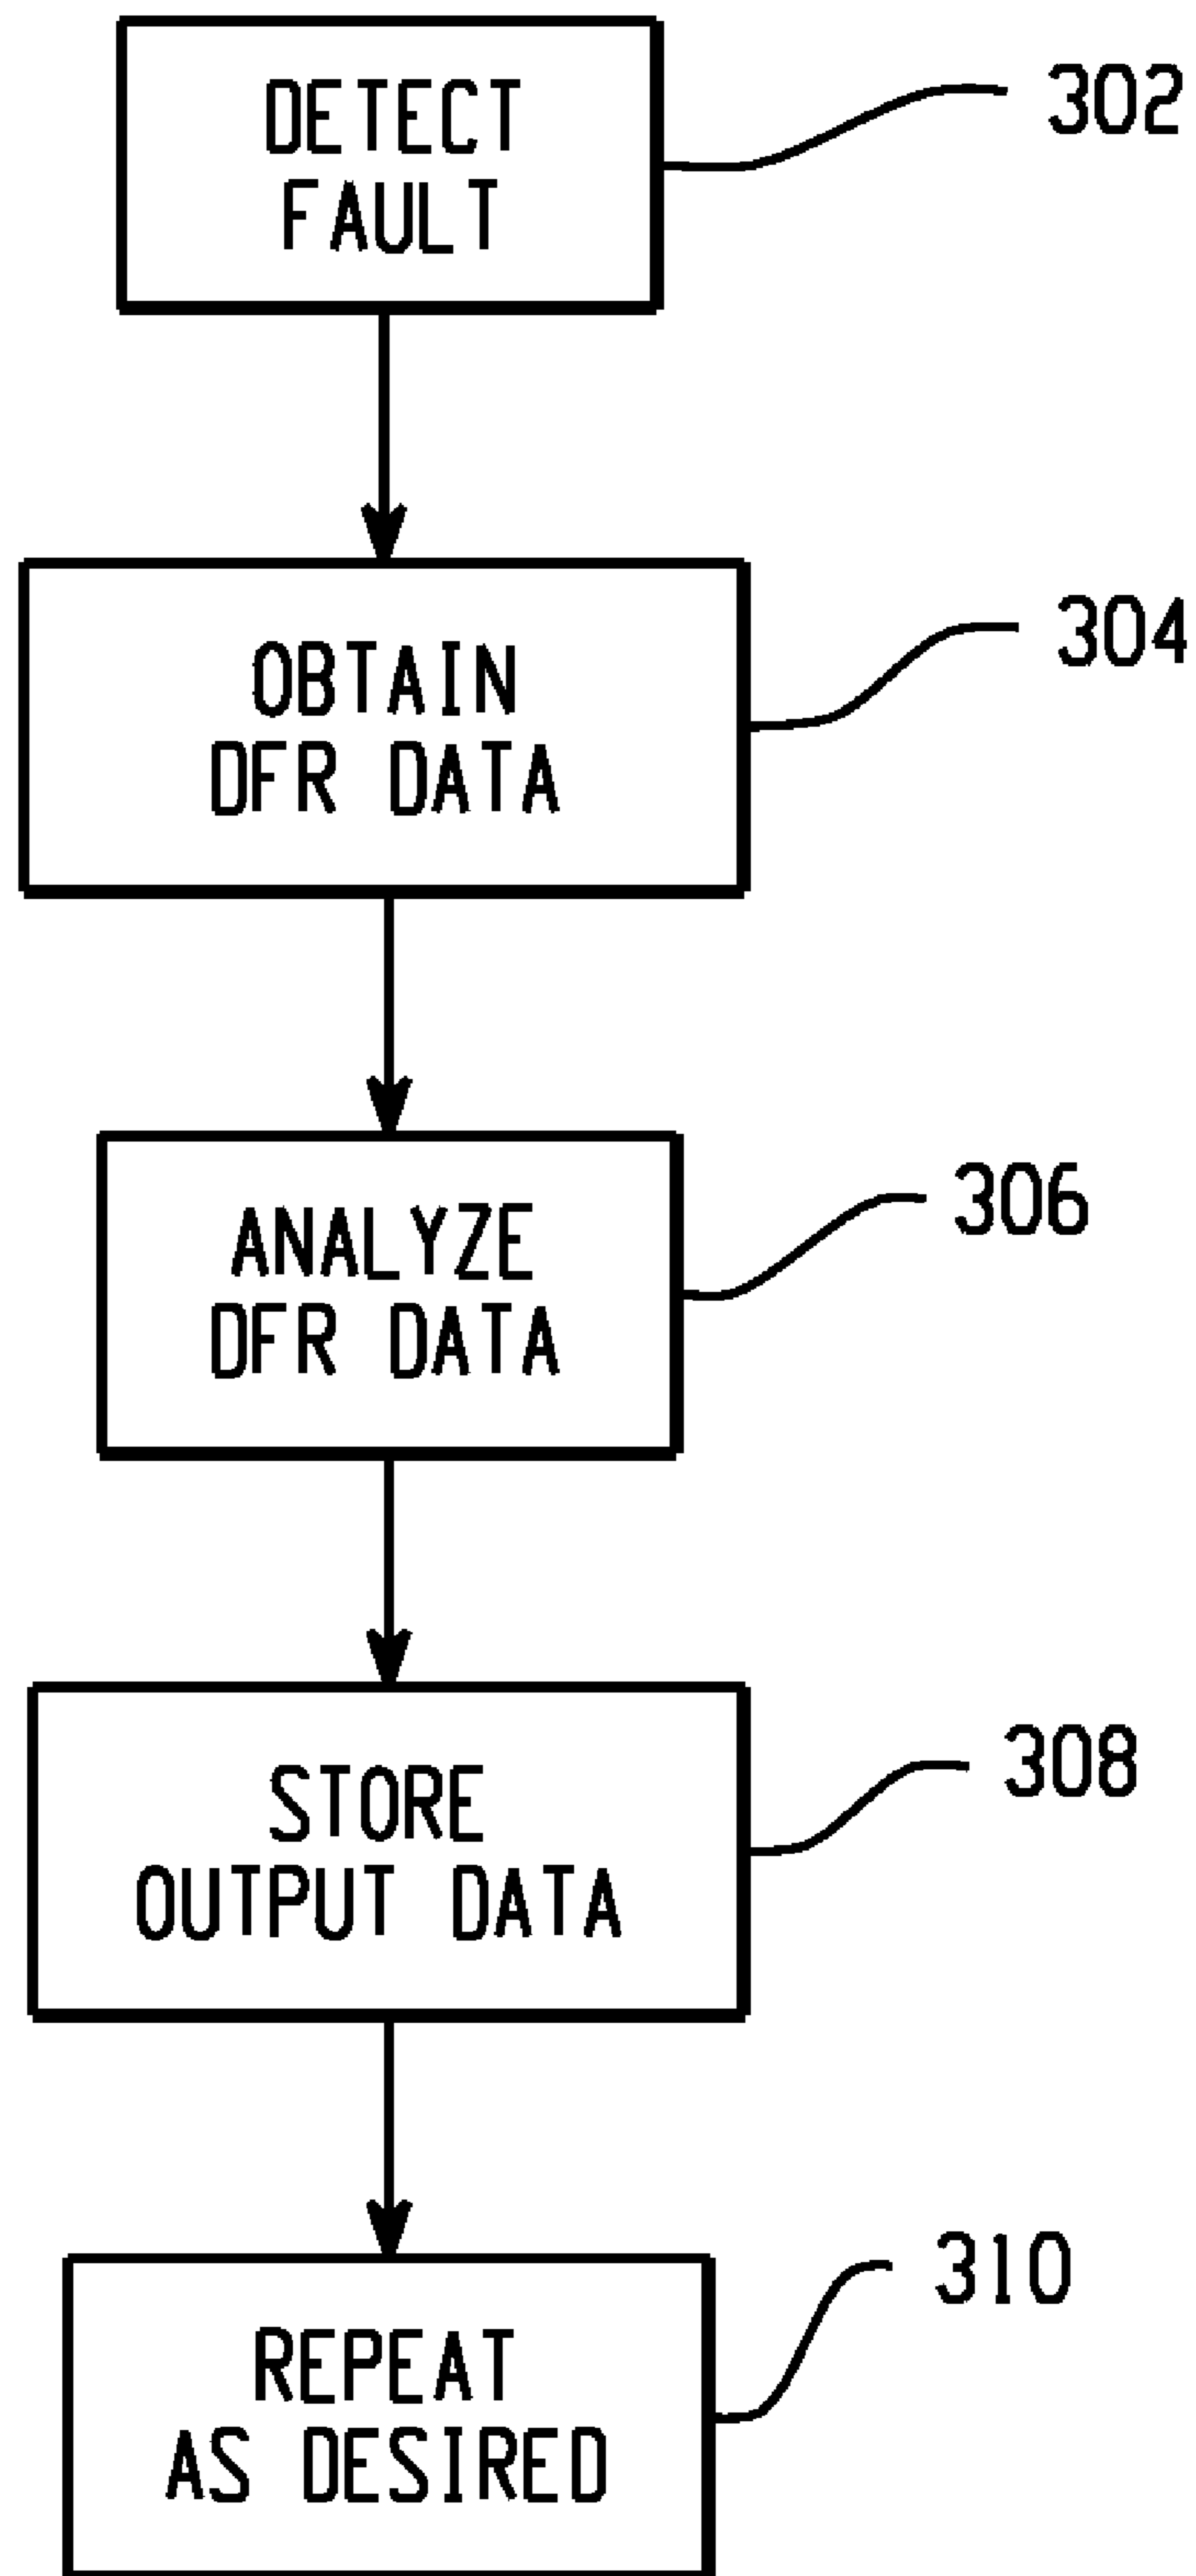 DETECT
FAULT
302
OBTAIN
DFR DATA
304
ANALYZE
DFR DATA
306
STORE
OUTPUT DATA
308
REPEAT
AS DESIRED
310